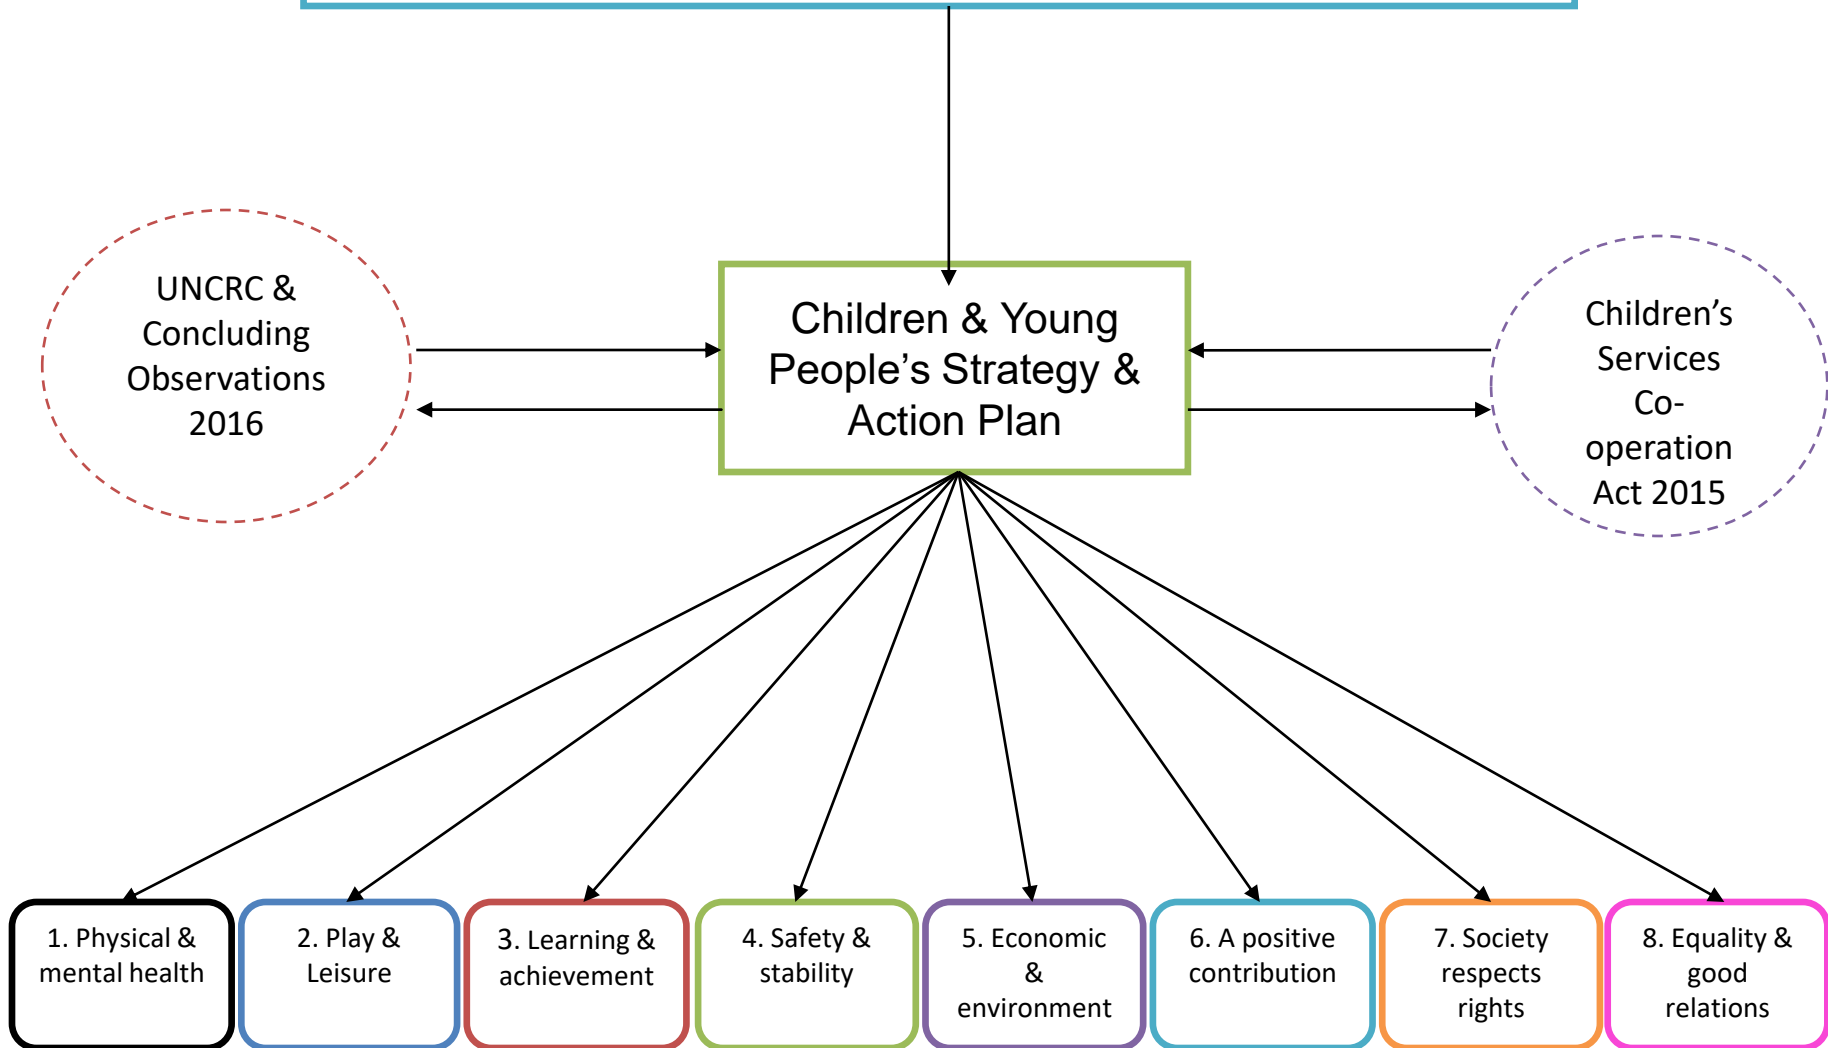 UNCRC &
Concluding
Observations
2016
Children & Young
People’s Strategy &
Action Plan
Children’s
Services
Co-
operation
Act 2015
1. Physical &
mental health
2. Play &
Leisure
3. Learning &
achievement
4. Safety &
stability
5. Economic
&
environment
6. A positive
contribution
7. Society
respects
rights
8. Equality &
good
relations